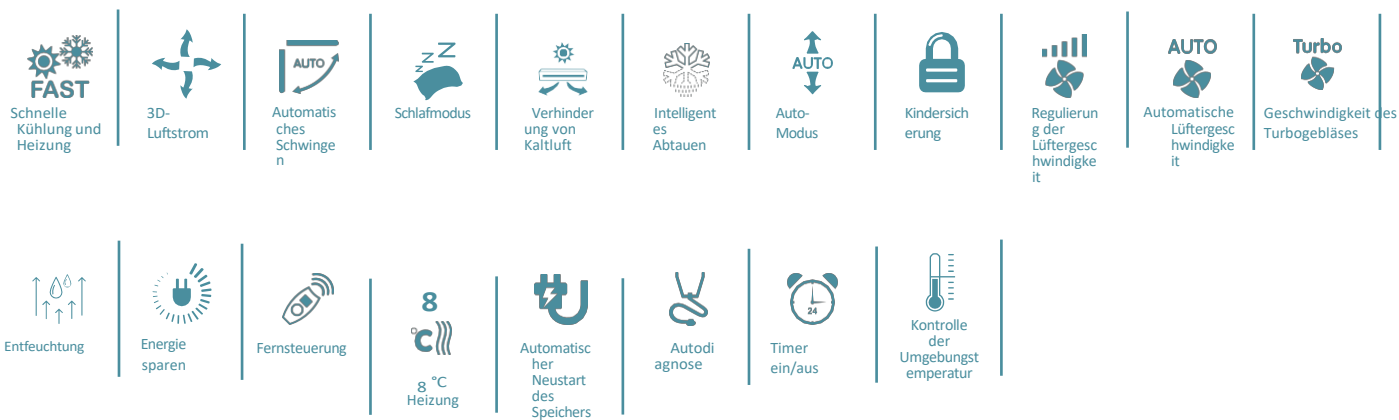 FAST
Schnelle
Kühlung und
Heizung
3D-
Luftstrom
AUTO
Automatis
ches
Schwinge
n
zzZ
Schlafmodus
Verhinder
ung von
Kaltluft
Intelligent
es
Abtauen
AUTO
Auto-
Modus
Kindersich
erung
Regulierun
g der
Lüftergesc
hwindigke
it
AUTO
Automatische
Lüftergesc
hwindigke
it
Turbo
Geschwindigkeit des
Turbogebläses
Entfeuchtung
Energie
sparen
Fernsteuerung
8
°C
8 °C
Heizung
Automatisc
her
Neustart
des
Speichers
Autodi
agnose
24
Timer
ein/aus
Kontrolle
der
Umgebungst
emperatur